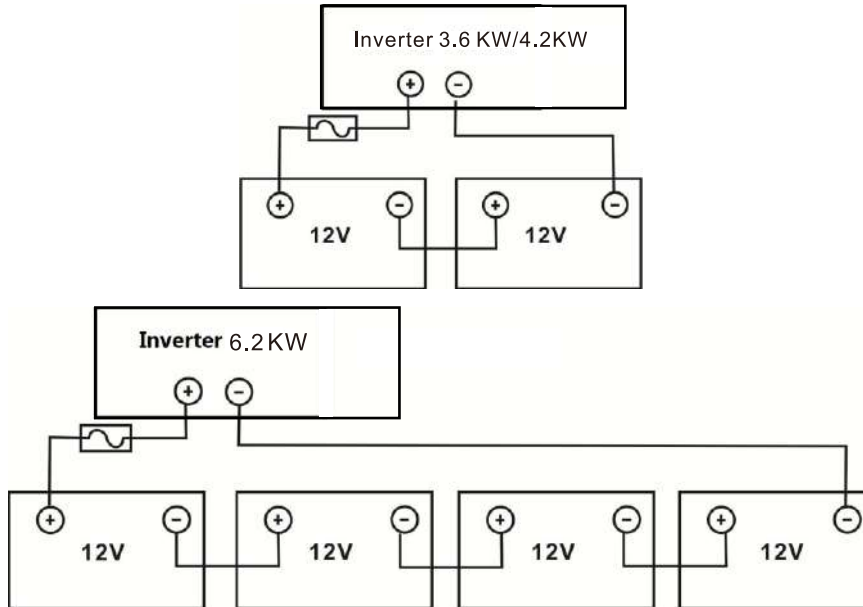 Inverter 3.6 KW/4.2KW
+ −
+ − + −
12V 12V
Inverter 6.2 KW
+ −
+ − + − + − + −
12V 12V 12V 12V